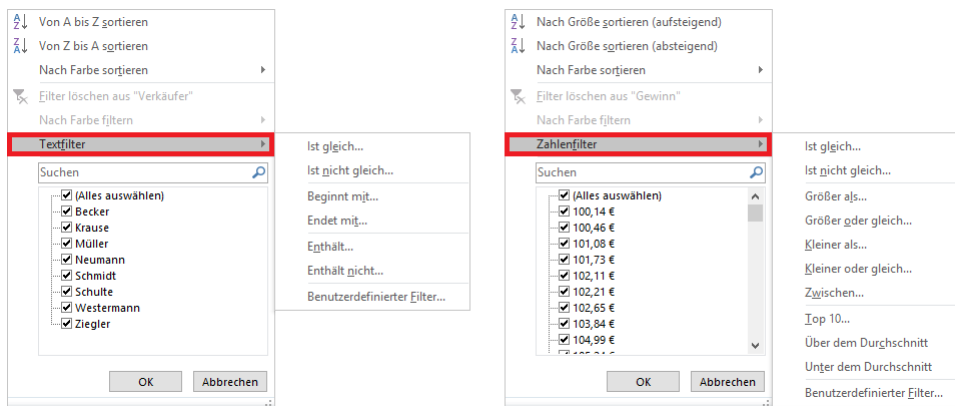 Von A bis Z sortieren
Von Z bis A sortieren
Nach Farbe sortieren
Filter löschen aus "Verkäufer"
Nach Farbe filtern
Textfilter
Suchen
(Alles auswählen)
Becker
Krause
Müller
Neumann
Schmidt
Schulte
Westermann
Ziegler
OK Abbrechen
Ist gleich...
Ist nicht gleich...
Beginnt mit...
Endet mit...
Enthält...
Enthält nicht...
Benutzerdefinierter Filter...
Nach Größe sortieren (aufsteigend)
Nach Größe sortieren (absteigend)
Nach Farbe sortieren
Filter löschen aus "Gewinn"
Nach Farbe filtern
Zahlenfilter
Suchen
(Alles auswählen)
100,14 €
100,46 €
101,08 €
101,73 €
102,11 €
102,21 €
102,65 €
103,84 €
104,99 €
OK Abbrechen
Ist gleich...
Ist nicht gleich...
Größer als...
Größer oder gleich...
Kleiner als...
Kleiner oder gleich...
Zwischen...
Top 10...
Über dem Durchschnitt
Unter dem Durchschnitt
Benutzerdefinierter Filter...